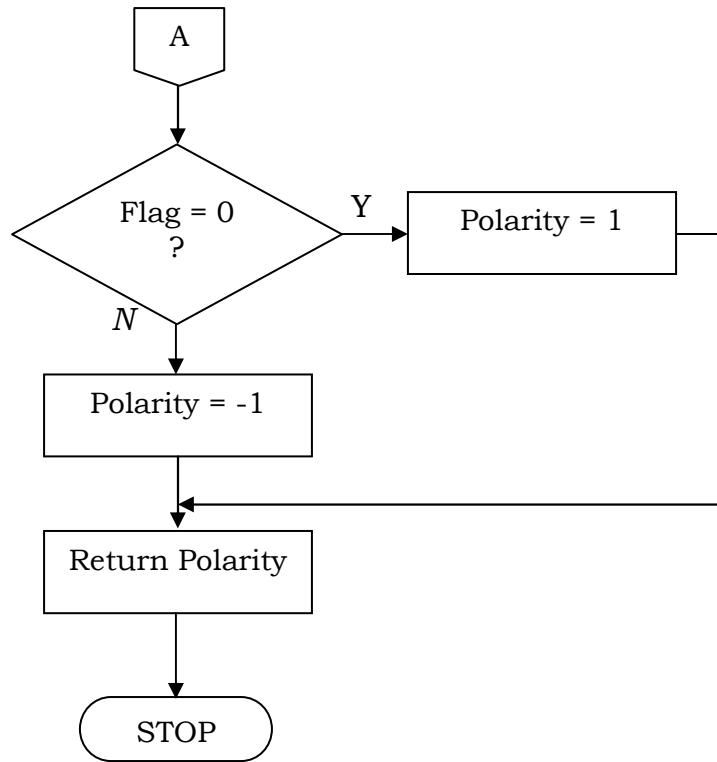 A
Flag = 0
?
Y
Polarity = 1
N
Polarity = -1
Return Polarity
STOP